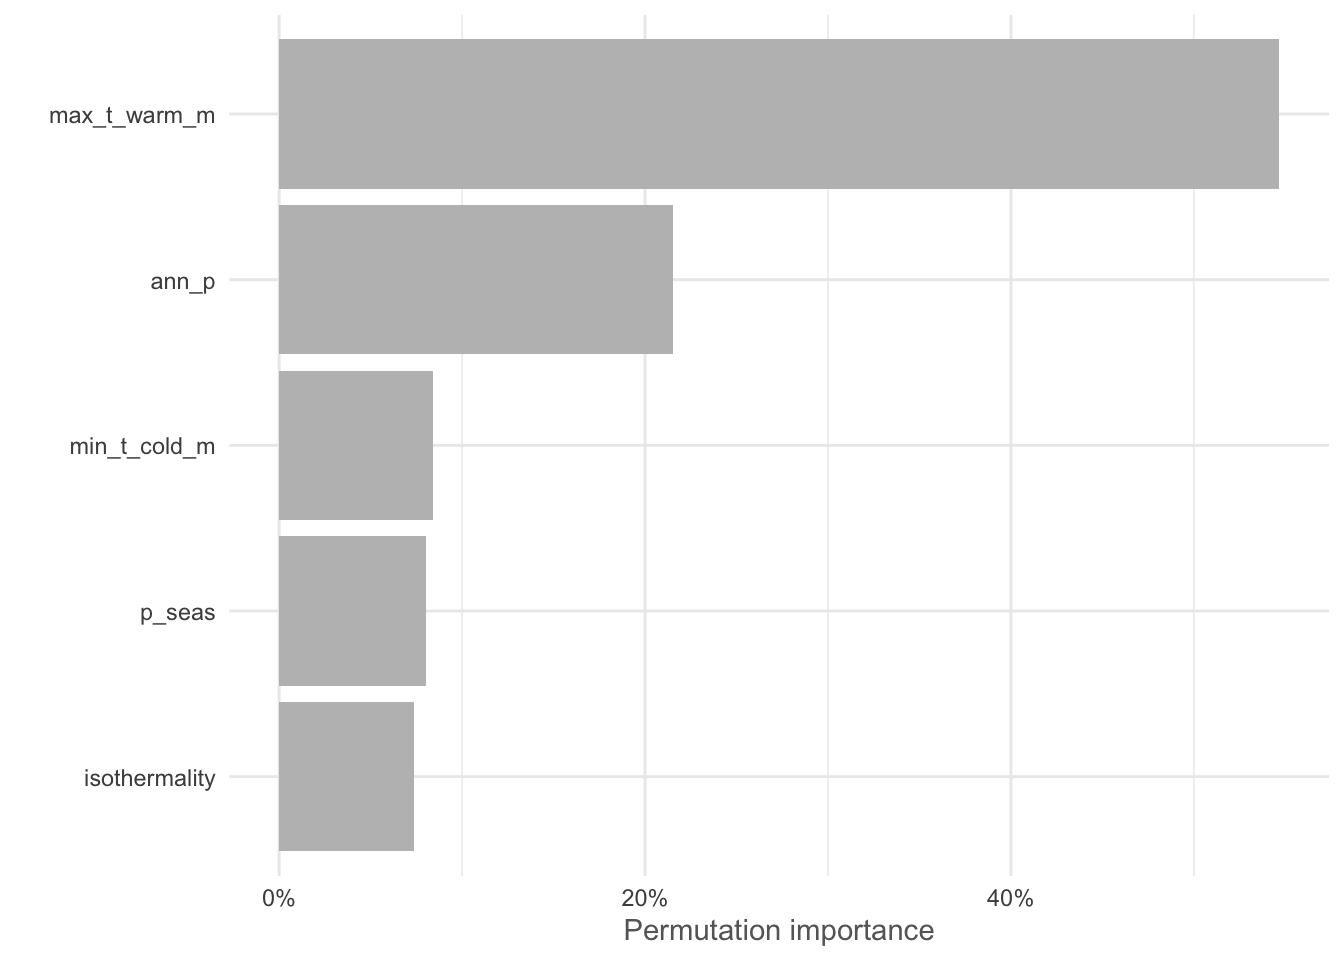 max_t_warm_m
ann_p
min_t_cold_m
p_seas
isothermality
0%
20%
40%
Permutation importance